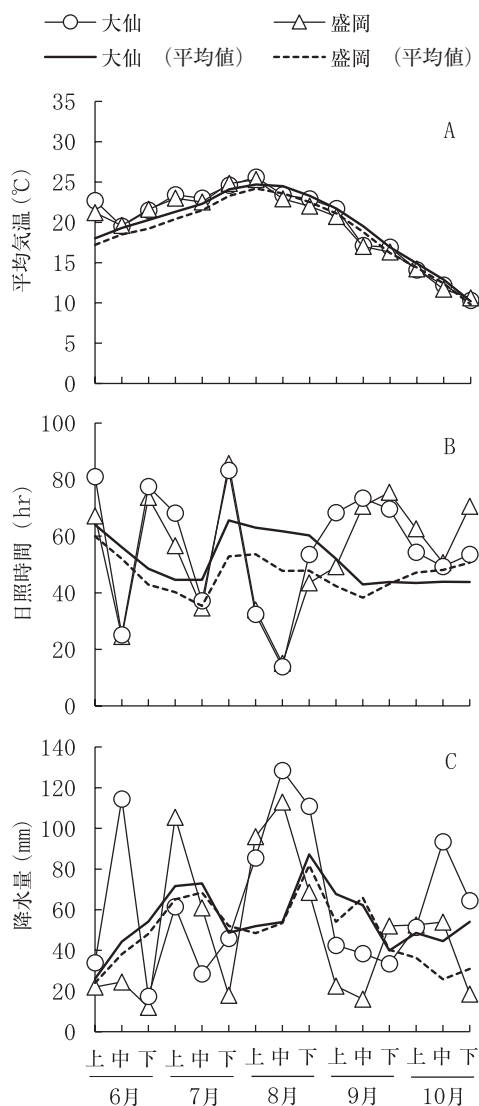 大仙 盛岡
大仙 (平均値) 盛岡 (平均値)
A
平均気温(℃)
35
30
25
20
15
10
5
0
B
日照時間 (hr)
100
80
60
40
20
0
C
降水量(㎜)
140
120
100
80
60
40
20
0
上 中 下 上 中 下 上 中 下 上 中 下 上 中 下
6月 7月 8月 9月 10月